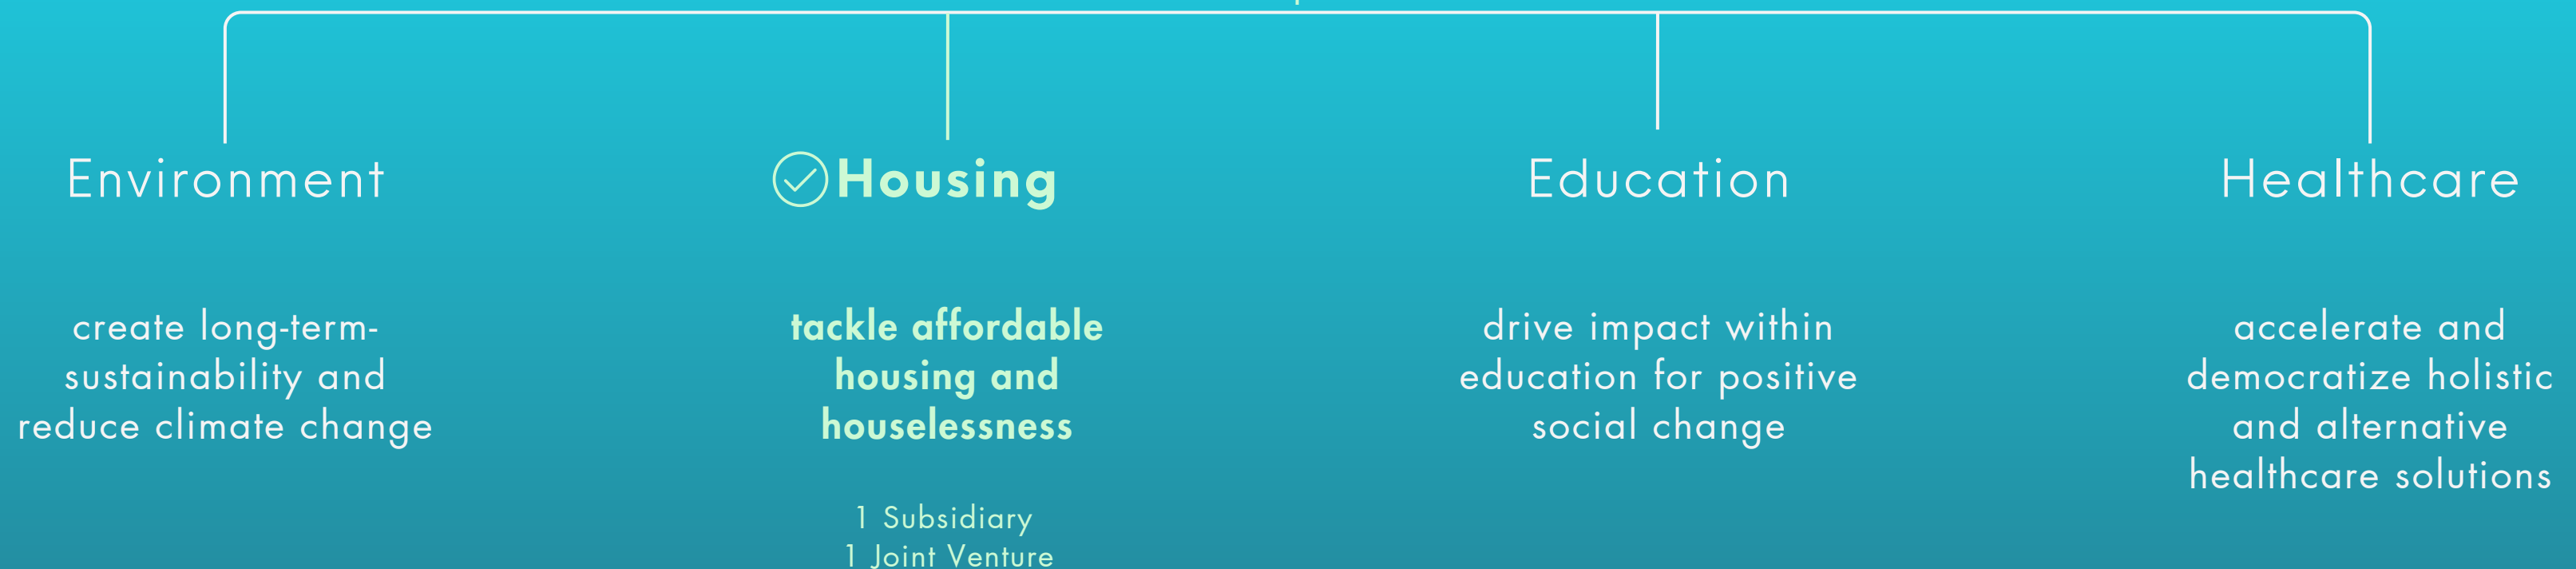 Environment
Housing
Education
Healthcare
create long-term-
sustainability and
reduce climate change
tackle affordable
housing and
houselessness
1 Subsidiary
1 Joint Venture
drive impact within
education for positive
social change
accelerate and
democratize holistic
and alternative
healthcare solutions